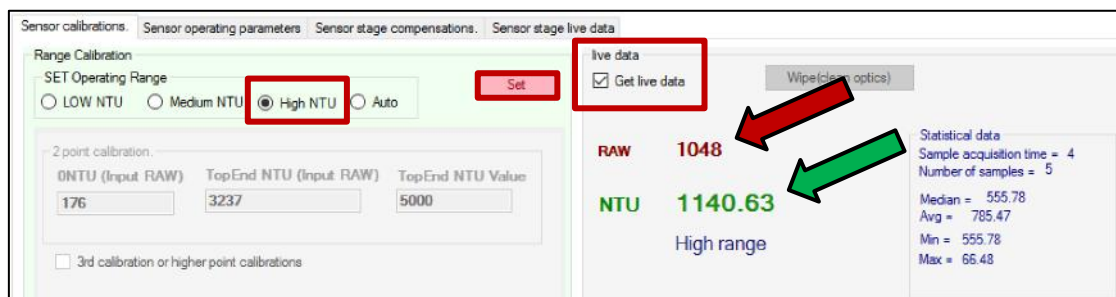 Sensor calibrations. Sensor operating parameters Sensor stage compensations. Sensor stage live data
Range Calibration
SET Operating Range
LOW NTU Medium NTU High NTU Auto
Set
2 point calibration.
0NTU (Input RAW) TopEnd NTU (Input RAW) TopEnd NTU Value
176 3237 5000
3rd calibration or higher point calibrations
live data
Get live data
Wipe(clean optics)
RAW 1048
NTU 1140.63
High range
Statistical data
Sample acquisition time = 4
Number of samples = 5
Median = 555.78
Avg = 785.47
Min = 555.78
Max = 66.48